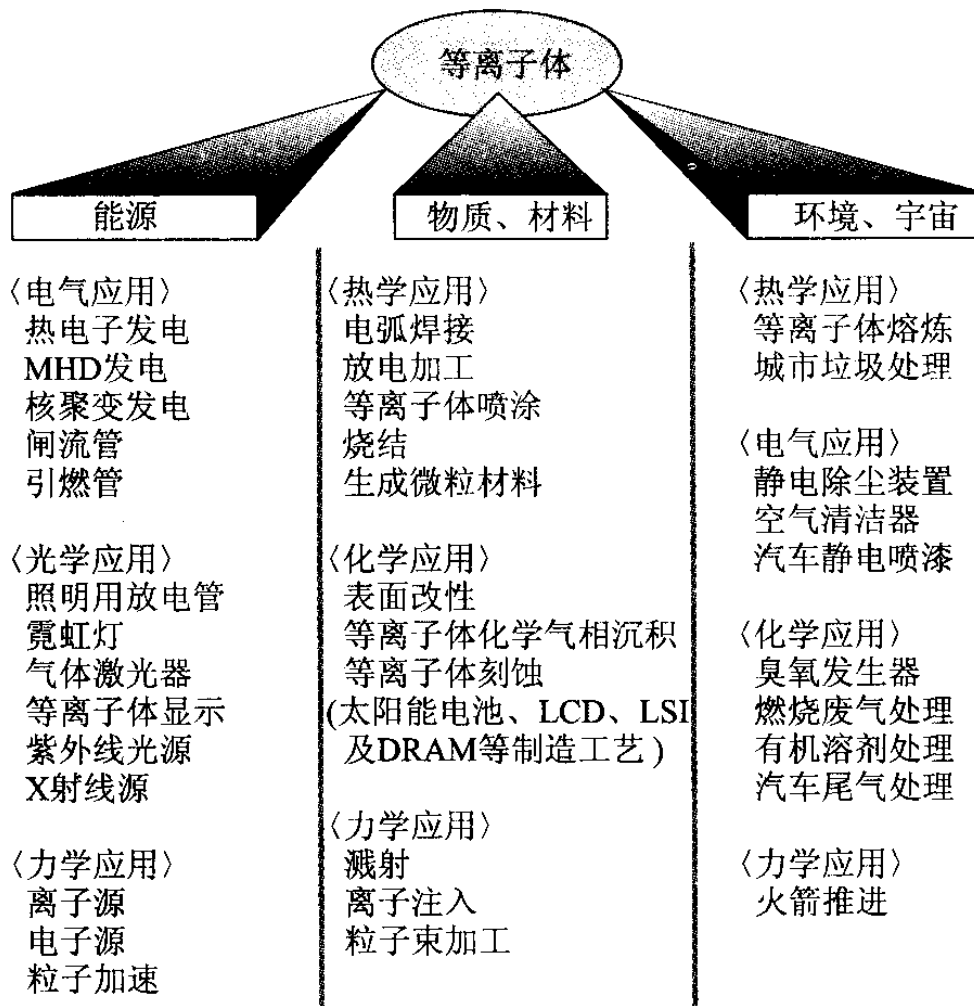 等离子体
能源
物质、材料
环境、宇宙
〈电气应用〉
热电子发电
MHD发电
核聚变发电
闸流管
引燃管
〈光学应用〉
照明用放电管
霓虹灯
气体激光器
等离子体显示
紫外线光源
X射线源
〈力学应用〉
离子源
电子源
粒子加速
〈热学应用〉
电弧焊接
放电加工
等离子体喷涂
烧结
生成微粒材料
〈化学应用〉
表面改性
等离子体化学气相沉积
等离子体刻蚀
(太阳能电池、LCD、LSI
及DRAM等制造工艺)
〈力学应用〉
溅射
离子注入
粒子束加工
〈热学应用〉
等离子体熔炼
城市垃圾处理
〈电气应用〉
静电除尘装置
空气清洁器
汽车静电喷漆
〈化学应用〉
臭氧发生器
燃烧废气处理
有机溶剂处理
汽车尾气处理
〈力学应用〉
火箭推进